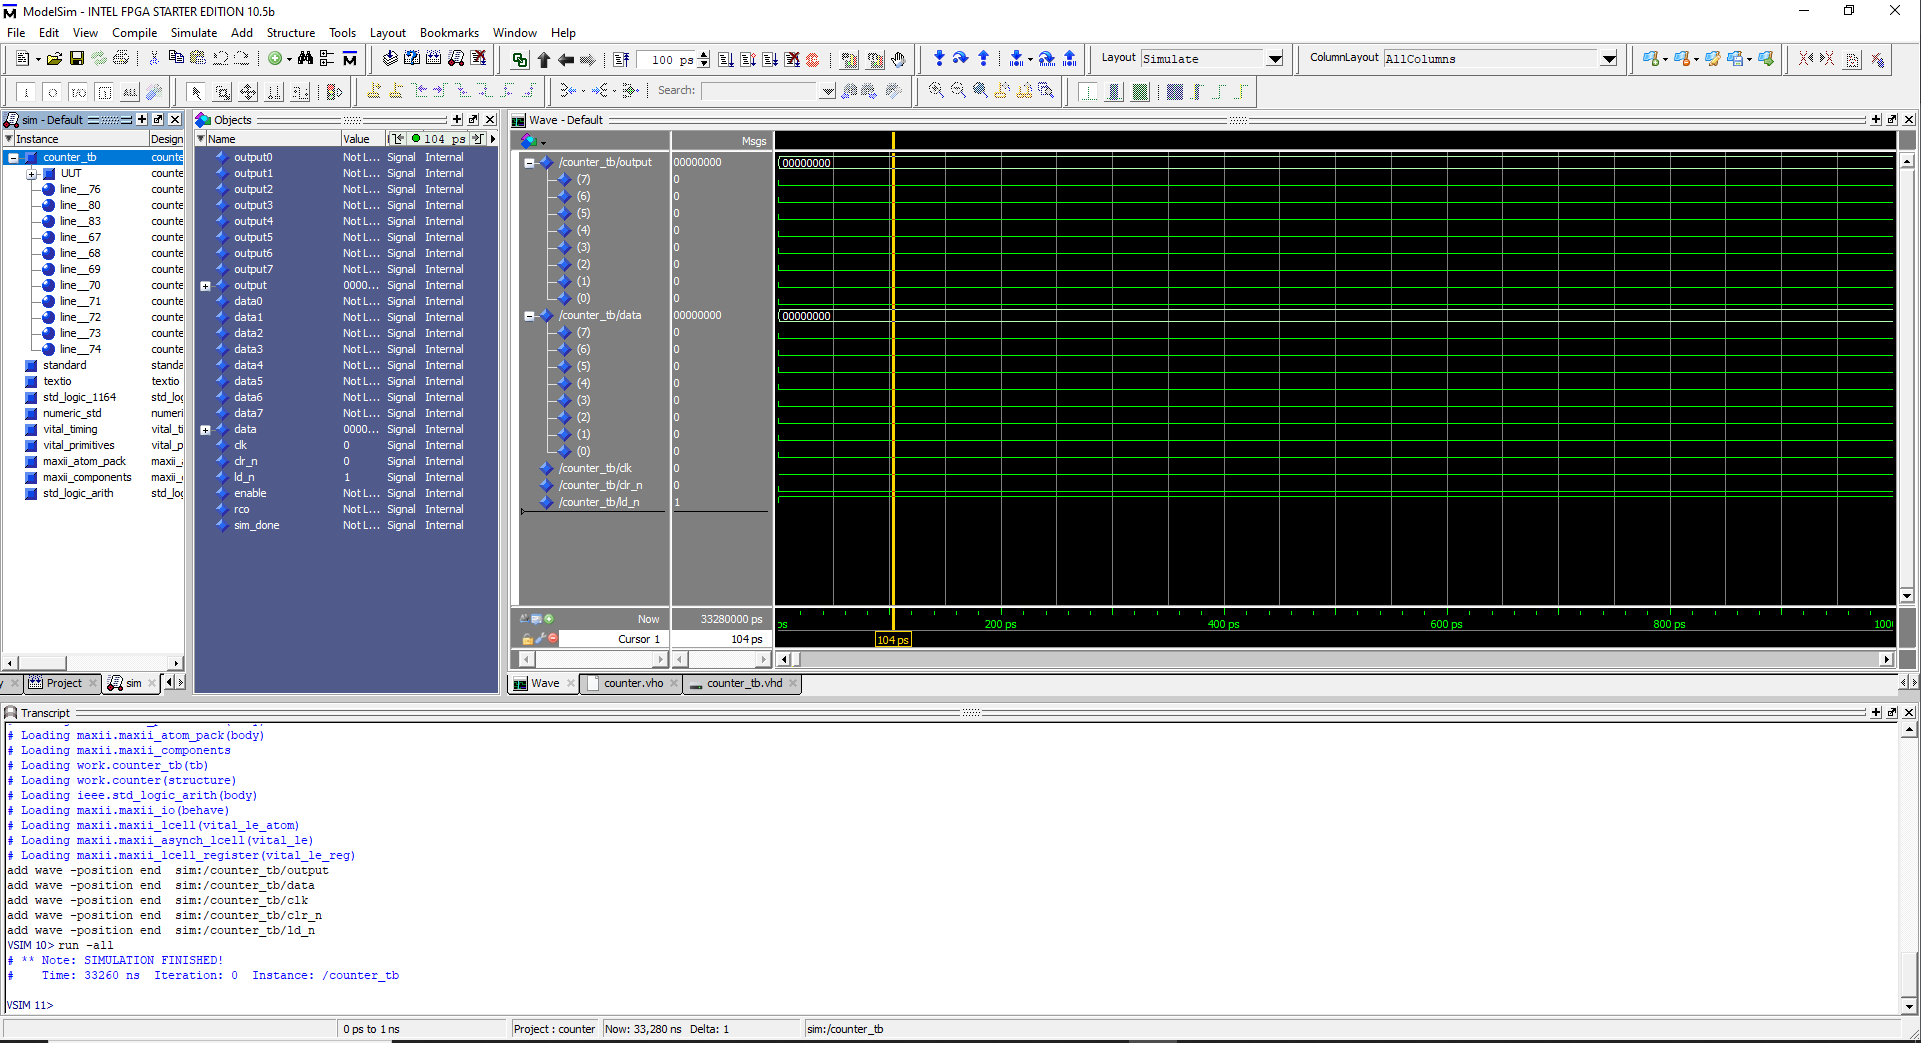 ModelSim - INTEL FPGA STARTER EDITION 10.5b
File Edit View Compile Simulate Add Structure Tools Layout Bookmarks Window Help
100 ps
Layout Simulate
ColumnLayout AllColumns
ALL
Search:
sim - Default
Instance Design
counter_tb counte
UUT counte
line__76 counte
line__80 counte
line__83 counte
line__67 counte
line__68 counte
line__69 counte
line__70 counte
line__71 counte
line__72 counte
line__73 counte
line__74 counte
standard standa
textio textio
std_logic_1164 std_log
numeric_std numeri
vital_timing vital_ti
vital_primitives vital_p
maxii_atom_pack maxii_
maxii_components maxii_
std_logic_arith std_log
Project sim
Objects
Name Value 104 ps
output0 Not L... Signal Internal
output1 Not L... Signal Internal
output2 Not L... Signal Internal
output3 Not L... Signal Internal
output4 Not L... Signal Internal
output5 Not L... Signal Internal
output6 Not L... Signal Internal
output7 Not L... Signal Internal
output 0000... Signal Internal
data0 Not L... Signal Internal
data1 Not L... Signal Internal
data2 Not L... Signal Internal
data3 Not L... Signal Internal
data4 Not L... Signal Internal
data5 Not L... Signal Internal
data6 Not L... Signal Internal
data7 Not L... Signal Internal
data 0000... Signal Internal
clk 0 Signal Internal
clr_n 0 Signal Internal
ld_n 1 Signal Internal
enable Not L... Signal Internal
rco Not L... Signal Internal
sim_done Not L... Signal Internal
Wave - Default
Msgs
/counter_tb/output 00000000 00000000
(7) 0
(6) 0
(5) 0
(4) 0
(3) 0
(2) 0
(1) 0
(0) 0
/counter_tb/data 00000000 00000000
(7) 0
(6) 0
(5) 0
(4) 0
(3) 0
(2) 0
(1) 0
(0) 0
/counter_tb/clk 0
/counter_tb/clr_n 0
/counter_tb/ld_n 1
Now 33280000 ps
ps 200 ps 400 ps 600 ps 800 ps 100
Cursor 1 104 ps 104 ps
Wave counter.vho counter_tb.vhd
Transcript
# Loading maxii.maxii_atom_pack(body)
# Loading maxii.maxii_components
# Loading work.counter_tb(tb)
# Loading work.counter(structure)
# Loading ieee.std_logic_arith(body)
# Loading maxii.maxii_io(behave)
# Loading maxii.maxii_lcell(vital_le_atom)
# Loading maxii.maxii_asynch_lcell(vital_le)
# Loading maxii.maxii_lcell_register(vital_le_reg)
add wave -position end  sim:/counter_tb/output
add wave -position end  sim:/counter_tb/data
add wave -position end  sim:/counter_tb/clk
add wave -position end  sim:/counter_tb/clr_n
add wave -position end  sim:/counter_tb/ld_n
VSIM 10> run -all
# ** Note: SIMULATION FINISHED!
#    Time: 33260 ns  Iteration: 0  Instance: /counter_tb
VSIM 11>
0 ps to 1 ns Project : counter Now: 33,280 ns Delta: 1 sim:/counter_tb